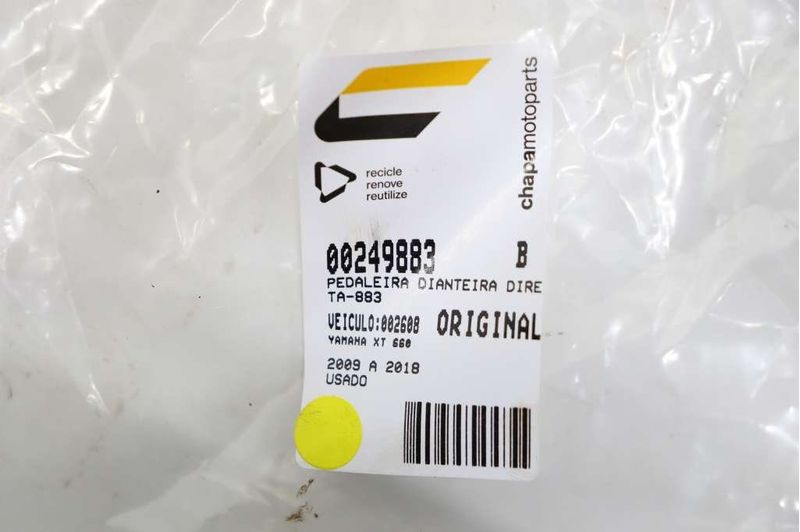 chapamotoparts
recicle
renove
reutilize
00249883 B
PEDALEIRA DIANTEIRA DIRE
TA-883
VEICULO:002608 ORIGINAL
YAMAHA XT 660
2009 A 2018
USADO